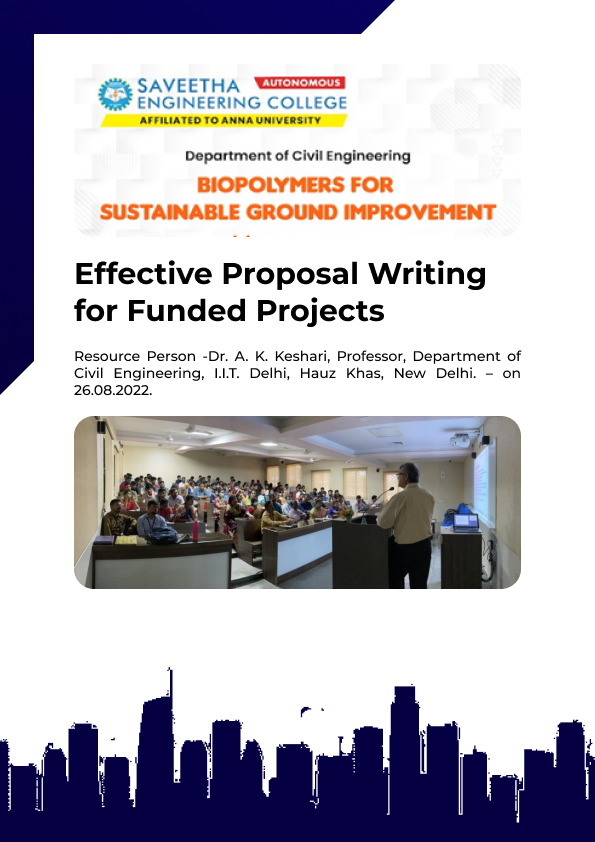 SAVEETHA
AUTONOMOUS
ENGINEERING COLLEGE
AFFILIATED TO ANNA UNIVERSITY
Department of Civil Engineering
BIOPOLYMERS FOR
SUSTAINABLE GROUND IMPROVEMENT
Effective Proposal Writing
for Funded Projects
Resource Person -Dr. A. K. Keshari, Professor, Department of
Civil Engineering, I.I.T. Delhi, Hauz Khas, New Delhi. – on
26.08.2022.